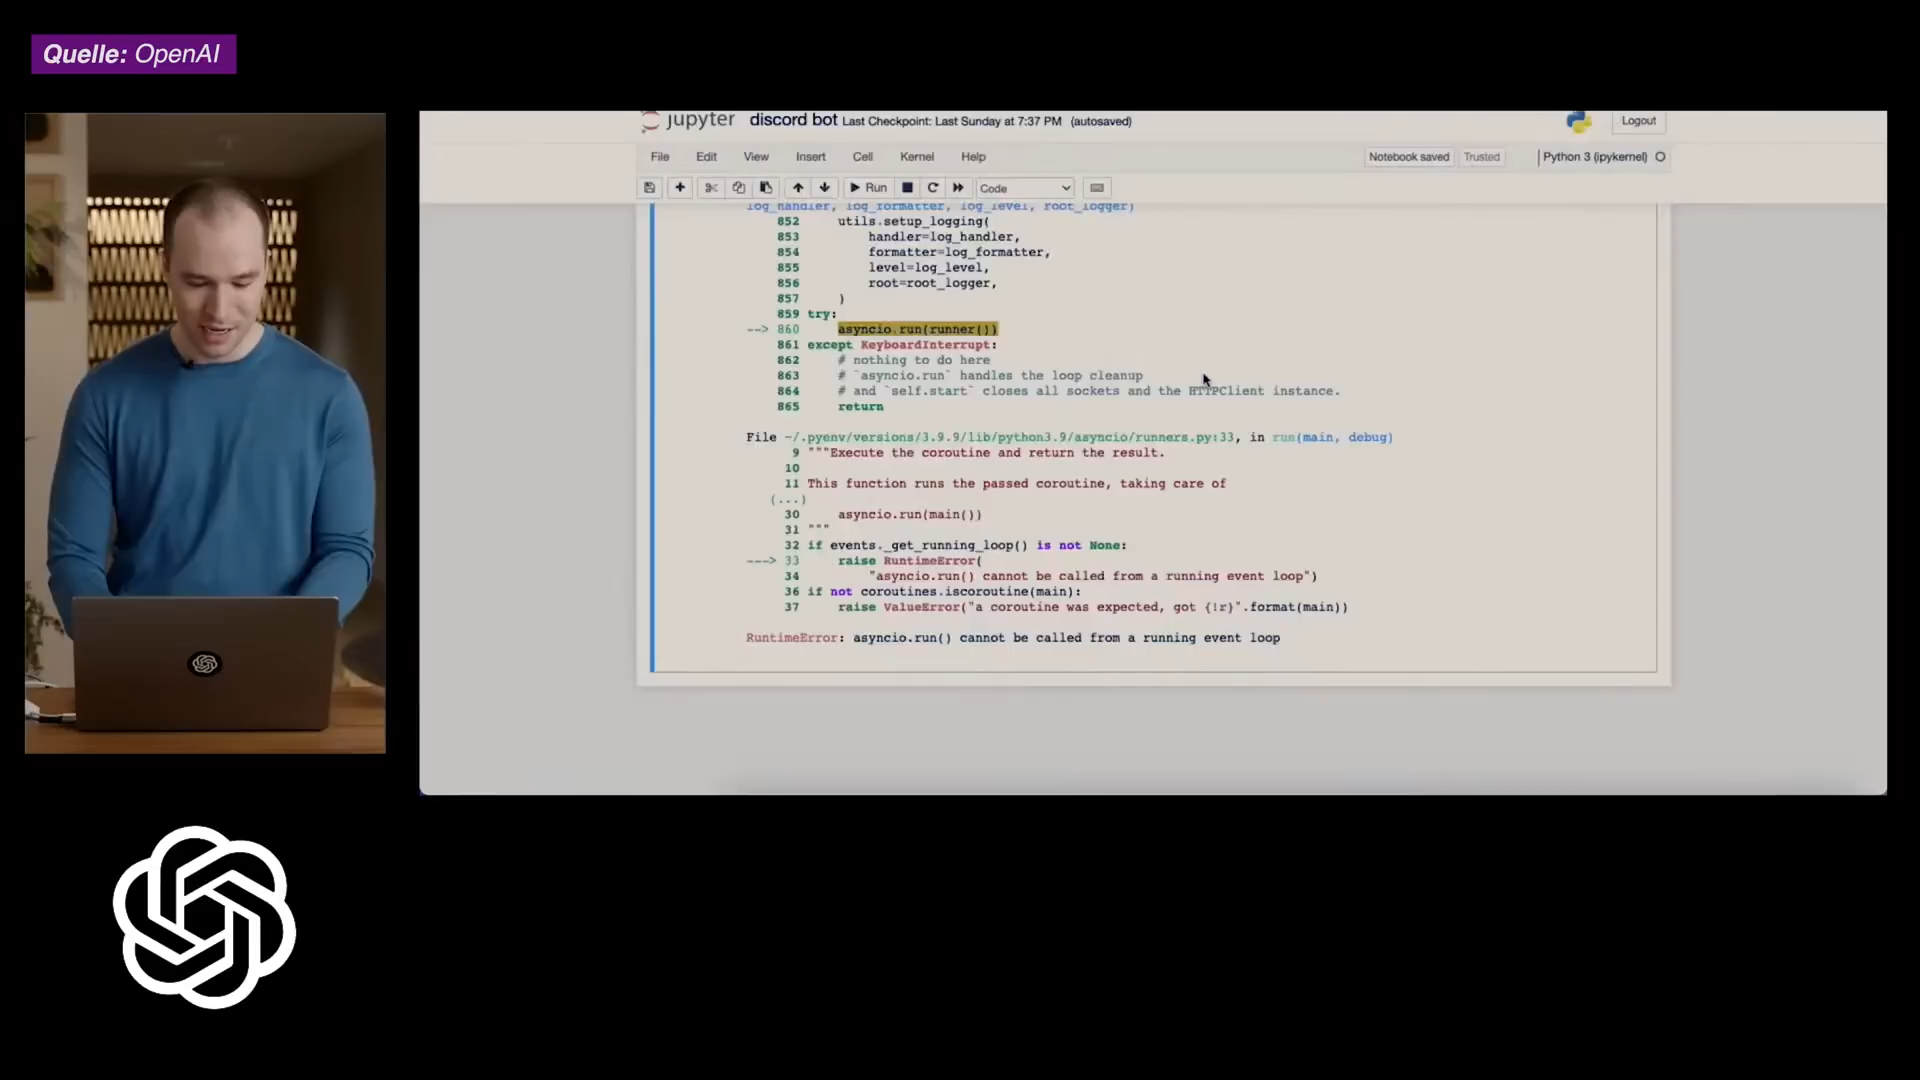 Quelle: OpenAI
jupyter discord bot Last Checkpoint: Last Sunday at 7:37 PM (autosaved)
Logout
File Edit View Insert Cell Kernel Help
Notebook saved Trusted Python 3 (ipykernel)
Run Code
log_handler, log_formatter, log_level, root_logger)
852 utils.setup_logging(
853 handler=log_handler,
854 formatter=log_formatter,
855 level=log_level,
856 root=root_logger,
857 )
859 try:
--> 860 asyncio.run(runner())
861 except KeyboardInterrupt:
862 # nothing to do here
863 # `asyncio.run` handles the loop cleanup
864 # and `self.start` closes all sockets and the HTTPClient instance.
865 return
File ~/.pyenv/versions/3.9.9/lib/python3.9/asyncio/runners.py:33, in run(main, debug)
9 """Execute the coroutine and return the result.
10
11 This function runs the passed coroutine, taking care of
(...)
30 asyncio.run(main())
31 """
32 if events._get_running_loop() is not None:
---> 33 raise RuntimeError(
34 "asyncio.run() cannot be called from a running event loop")
36 if not coroutines.iscoroutine(main):
37 raise ValueError("a coroutine was expected, got {!r}".format(main))
RuntimeError: asyncio.run() cannot be called from a running event loop